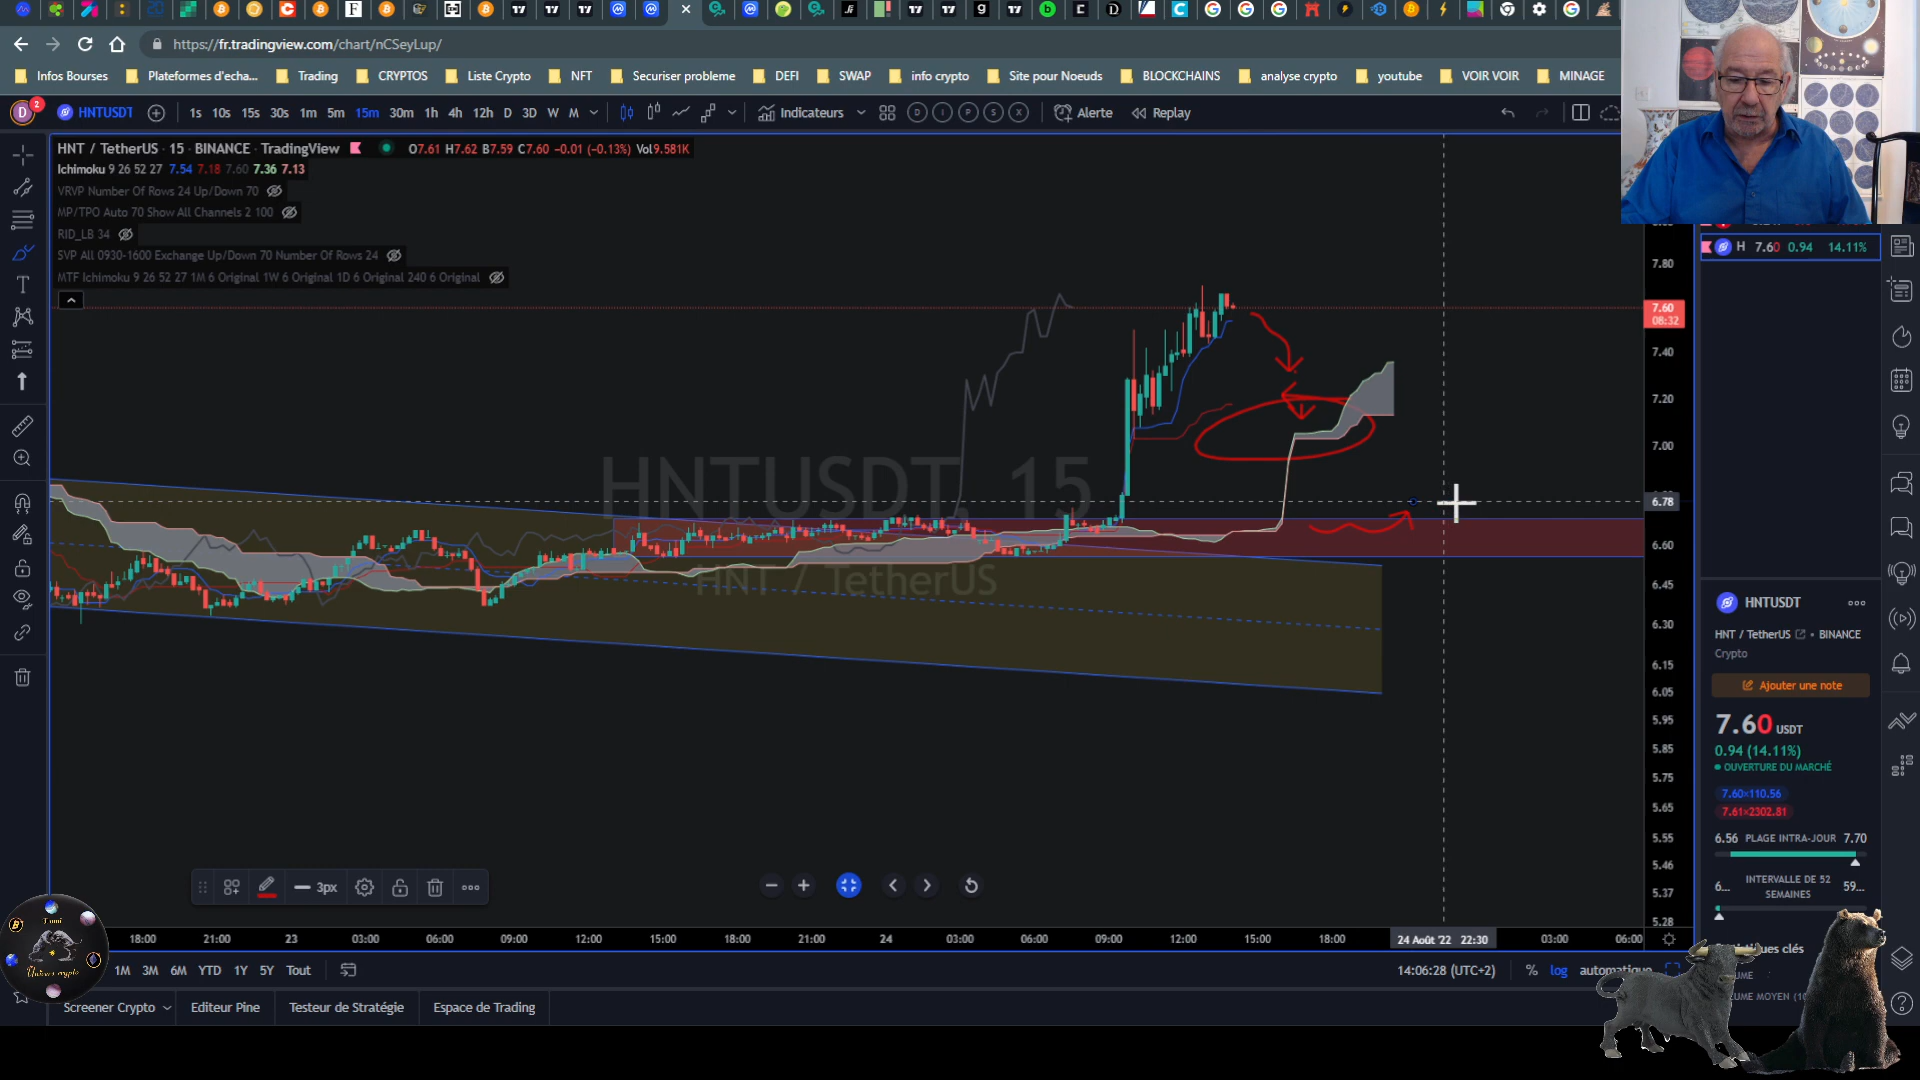 https://fr.tradingview.com/chart/nCSeyLup/
Infos Bourses
Plateformes d'echa...
Trading
CRYPTOS
Liste Crypto
NFT
Securiser probleme
DEFI
SWAP
info crypto
Site pour Noeuds
BLOCKCHAINS
analyse crypto
youtube
VOIR VOIR
MINAGE
D 2 HNTUSDT 1s 10s 15s 30s 1m 5m 15m 30m 1h 4h 12h D 3D W M Indicateurs D I P S X Alerte Replay
HNT / TetherUS · 15 · BINANCE · TradingView O7.61 H7.62 B7.59 C7.60 -0.01 (-0.13%) Vol9.581K
Ichimoku 9 26 52 27 7.54 7.18 7.60 7.36 7.13
VRVP Number Of Rows 24 Up/Down 70
MP/TPO Auto 70 Show All Channels 2 100
RID_LB 34
SVP All 0930-1600 Exchange Up/Down 70 Number Of Rows 24
MTF Ichimoku 9 26 52 27 1M 6 Original 1W 6 Original 1D 6 Original 240 6 Original
H 7.60 0.94 14.11%
7.80
7.60
08:32
7.40
7.20
7.00
6.78
6.60
6.45
6.30
6.15
6.05
5.95
5.85
5.75
5.65
5.55
5.46
5.37
5.28
HNTUSDT, 15
HNT / TetherUS
HNTUSDT
HNT / TetherUS · BINANCE
Crypto
Ajouter une note
7.60 USDT
0.94 (14.11%)
OUVERTURE DU MARCHÉ
7.60×110.56
7.61×2302.81
6.56 PLAGE INTRA-JOUR 7.70
6... INTERVALLE DE 52 SEMAINES 59...
3px
18:00 21:00 23 03:00 06:00 09:00 12:00 15:00 18:00 21:00 24 03:00 06:00 09:00 12:00 15:00 18:00 24 Août '22 22:30 03:00 06:00
1M 3M 6M YTD 1Y 5Y Tout
14:06:28 (UTC+2) % log automatique
Screener Crypto
Editeur Pine
Testeur de Stratégie
Espace de Trading